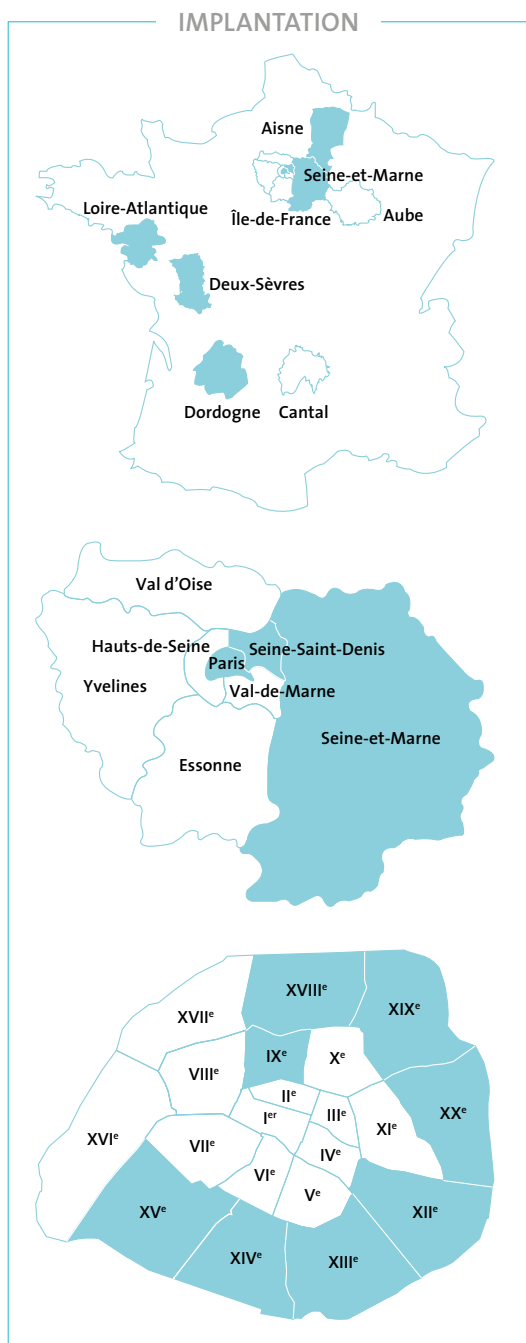 IMPLANTATION
Aisne
Seine-et-Marne
Loire-Atlantique
Île-de-France
Aube
Deux-Sèvres
Dordogne
Cantal
Val d’Oise
Hauts-de-Seine
Seine-Saint-Denis
Paris
Yvelines
Val-de-Marne
Seine-et-Marne
Essonne
XVIIIᵉ
XIXᵉ
XVIIᵉ
IXᵉ
Xᵉ
VIIIᵉ
IIᵉ
XXᵉ
Iᵉʳ
IIIᵉ
XIᵉ
XVIᵉ
VIIᵉ
IVᵉ
VIᵉ
Vᵉ
XVᵉ
XIIᵉ
XIVᵉ
XIIIᵉ